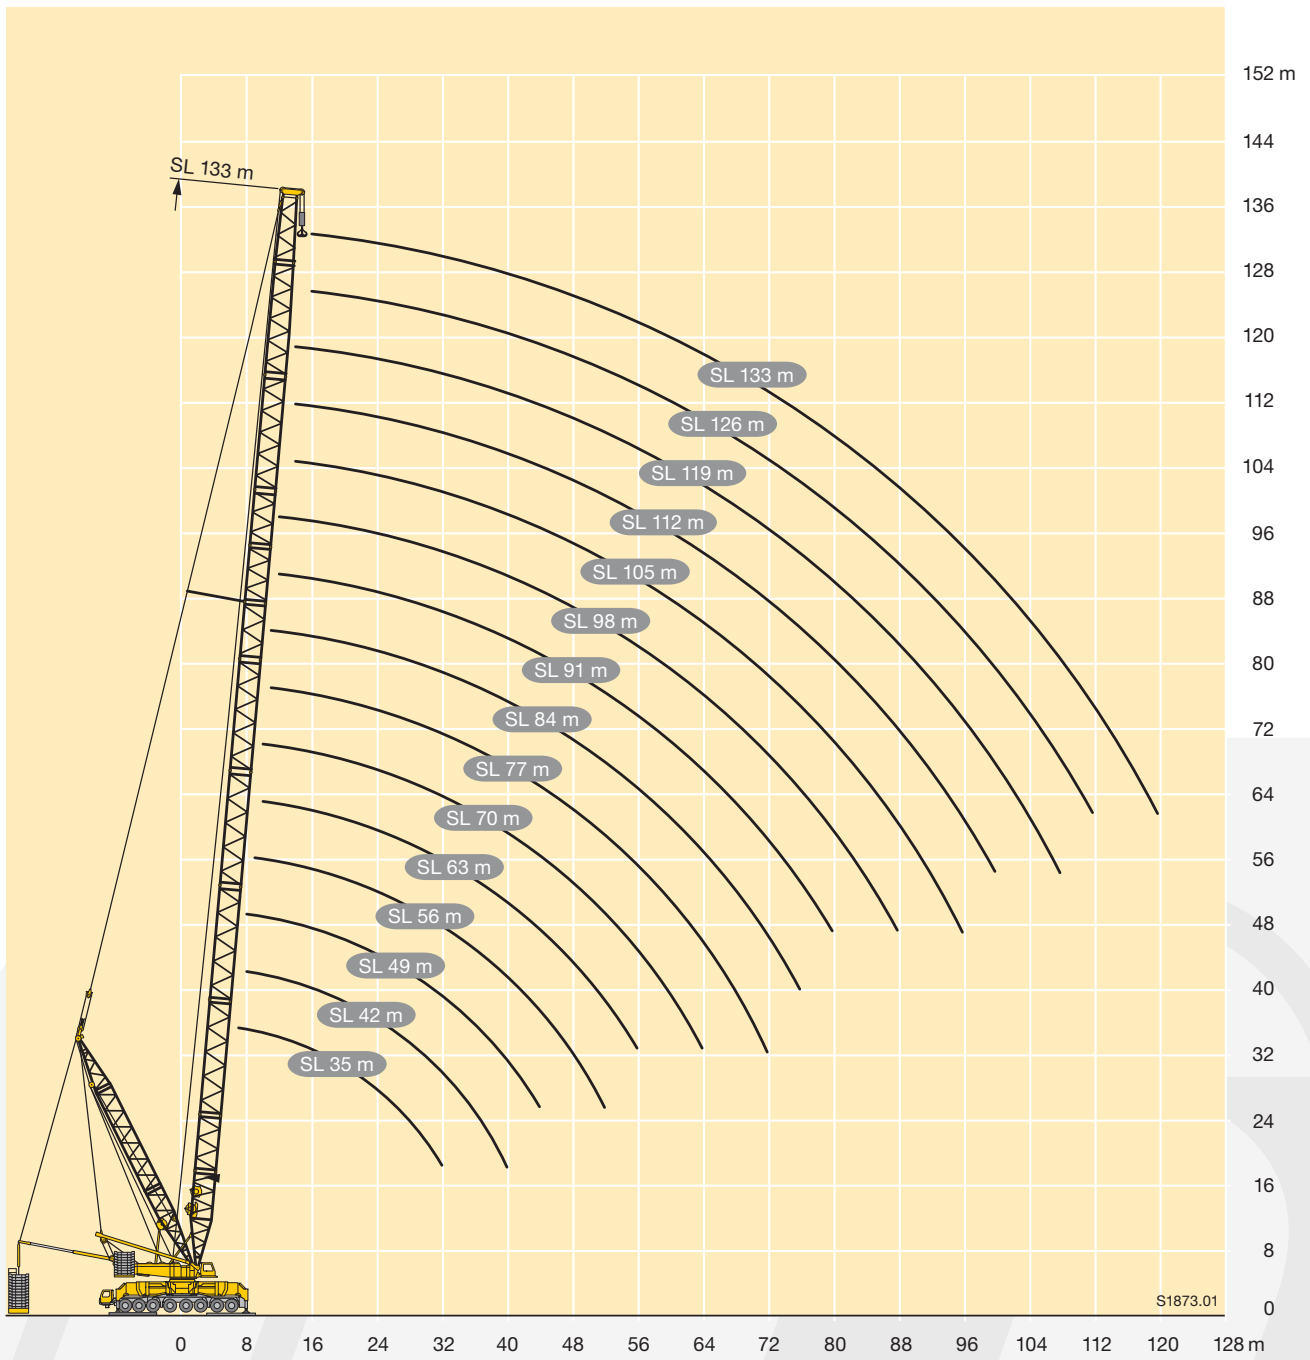 152 m
144
SL 133 m
136
128
120
SL 133 m
112
SL 126 m
SL 119 m
104
SL 112 m
96
SL 105 m
88
SL 98 m
SL 91 m
80
SL 84 m
72
SL 77 m
64
SL 70 m
SL 63 m
56
SL 56 m
48
SL 49 m
40
SL 42 m
SL 35 m
32
24
16
8
S1873.01
0
0 8 16 24 32 40 48 56 64 72 80 88 96 104 112 120 128 m